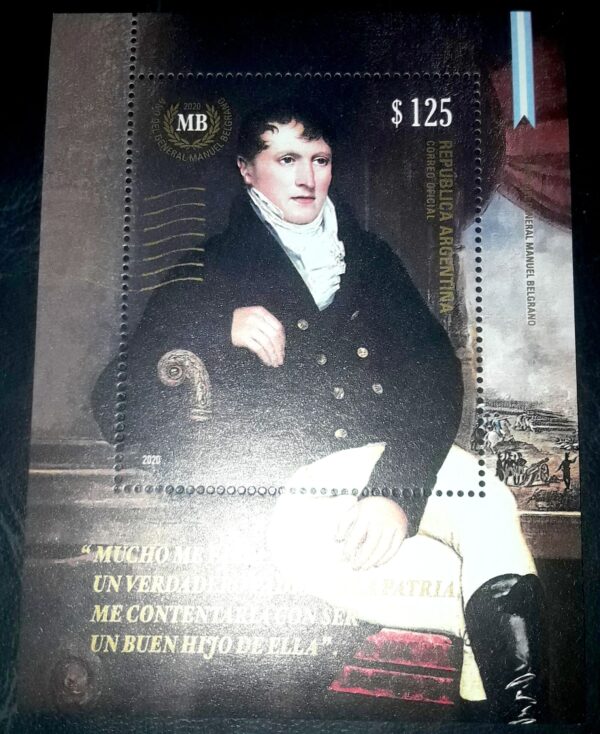 2020
MB
AÑO DEL GENERAL MANUEL BELGRANO
$ 125
REPÚBLICA ARGENTINA
CORREO OFICIAL
GENERAL MANUEL BELGRANO
2020
“ MUCHO ME
UN PATRIA
ME CONTENTARÍA CON SER
UN BUEN HIJO DE ELLA”.